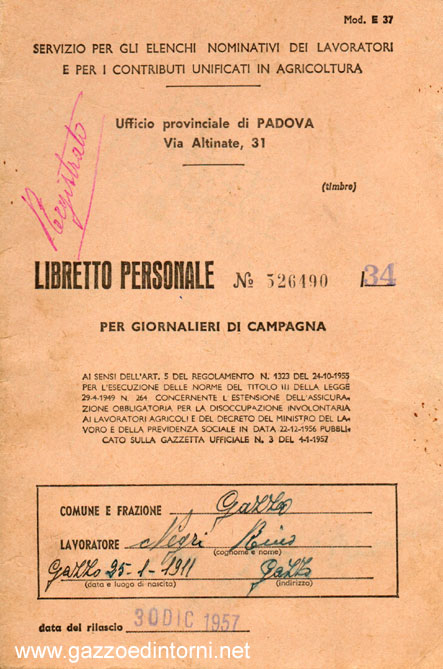 Mod. E 37
SERVIZIO PER GLI ELENCHI NOMINATIVI DEI LAVORATORI
E PER I CONTRIBUTI UNIFICATI IN AGRICOLTURA
Ufficio provinciale di PADOVA
Via Altinate, 31
(timbro)
Registrato
LIBRETTO PERSONALE No 326490 /34
PER GIORNALIERI DI CAMPAGNA
AI SENSI DELL'ART. 5 DEL REGOLAMENTO N. 1323 DEL 24-10-1955
PER L'ESECUZIONE DELLE NORME DEL TITOLO III DELLA LEGGE
29-4-1949 N. 264 CONCERNENTE L'ESTENSIONE DELL'ASSICURA-
ZIONE OBBLIGATORIA PER LA DISOCCUPAZIONE INVOLONTARIA
AI LAVORATORI AGRICOLI E DEL DECRETO DEL MINISTRO DEL LA-
VORO E DELLA PREVIDENZA SOCIALE IN DATA 22-12-1956 PUBBLI-
CATO SULLA GAZZETTA UFFICIALE N. 3 DEL 4-1-1957
COMUNE E FRAZIONE Gazzo
LAVORATORE Negri
(cognome e nome)
Gazzo 25-1-1911 Gazzo
(data e luogo di nascita) (indirizzo)
data del rilascio 30 DIC 1957
www.gazzoedintorni.net